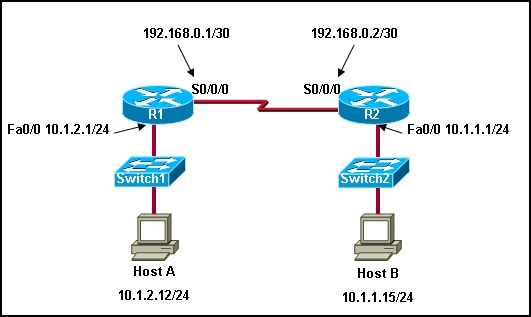 192.168.0.1/30 192.168.0.2/30
S0/0/0 S0/0/0
R1 R2
Fa0/0 10.1.2.1/24 Fa0/0 10.1.1.1/24
Switch1 Switch2
Host A Host B
10.1.2.12/24 10.1.1.15/24